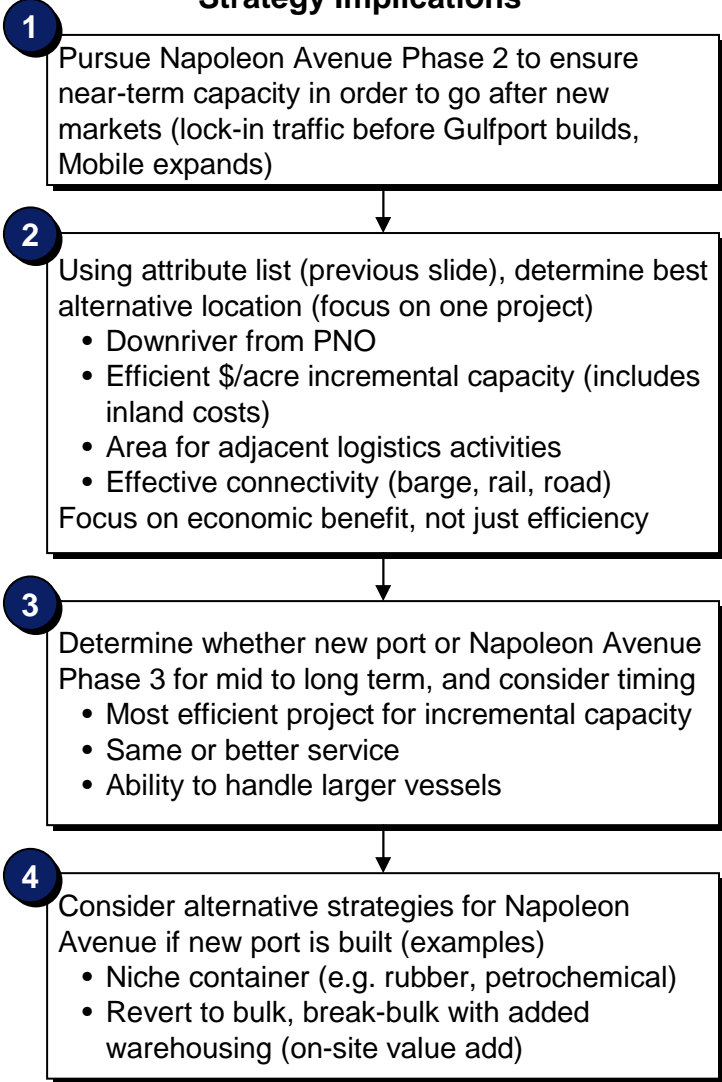 Strategy Implications
1
Pursue Napoleon Avenue Phase 2 to ensure
near-term capacity in order to go after new
markets (lock-in traffic before Gulfport builds,
Mobile expands)
2
Using attribute list (previous slide), determine best
alternative location (focus on one project)
• Downriver from PNO
• Efficient $/acre incremental capacity (includes
inland costs)
• Area for adjacent logistics activities
• Effective connectivity (barge, rail, road)
Focus on economic benefit, not just efficiency
3
Determine whether new port or Napoleon Avenue
Phase 3 for mid to long term, and consider timing
• Most efficient project for incremental capacity
• Same or better service
• Ability to handle larger vessels
4
Consider alternative strategies for Napoleon
Avenue if new port is built (examples)
• Niche container (e.g. rubber, petrochemical)
• Revert to bulk, break-bulk with added
warehousing (on-site value add)